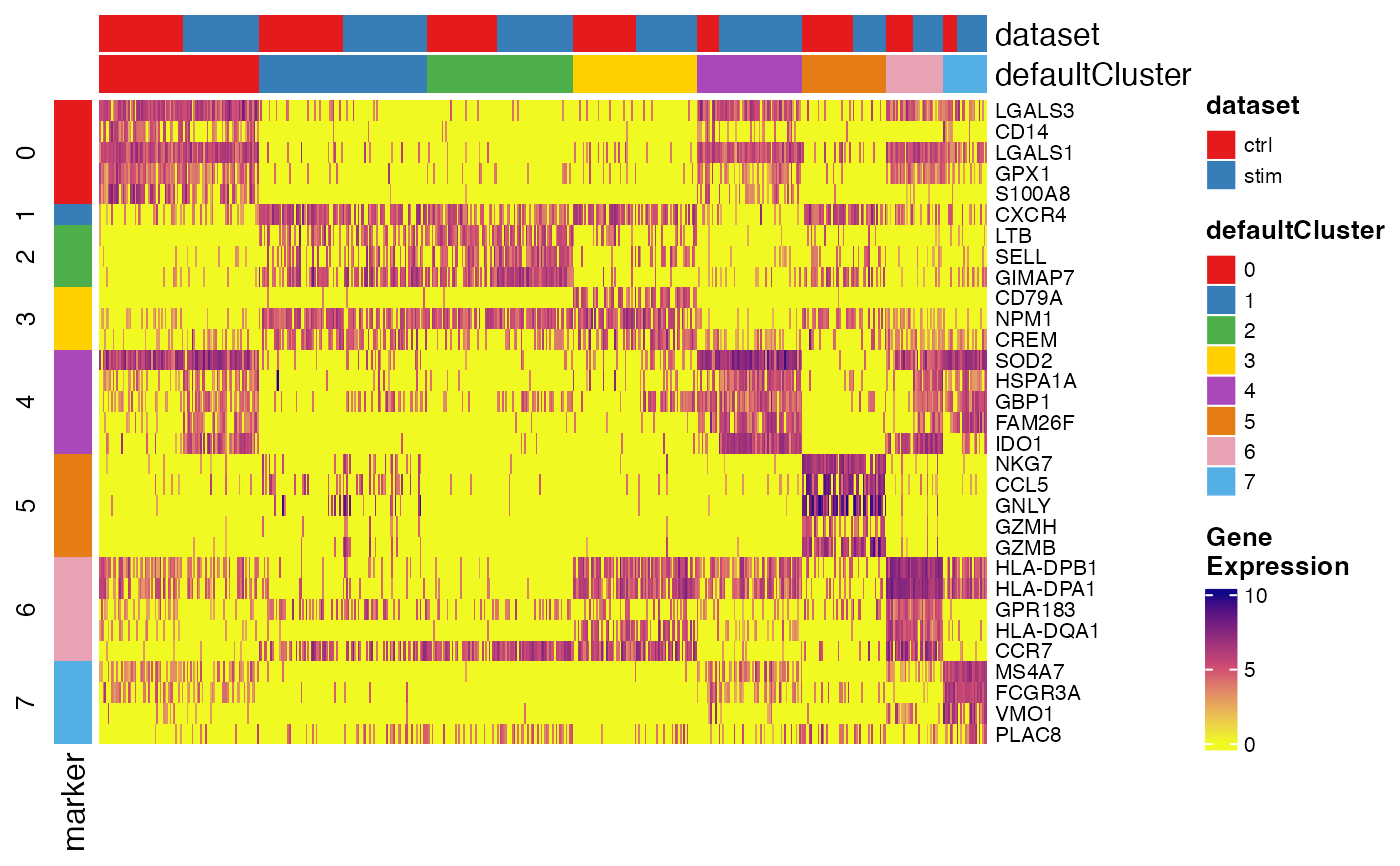 dataset
defaultCluster
0
1
2
3
4
5
6
7
marker
LGALS3
CD14
LGALS1
GPX1
S100A8
CXCR4
LTB
SELL
GIMAP7
CD79A
NPM1
CREM
SOD2
HSPA1A
GBP1
FAM26F
IDO1
NKG7
CCL5
GNLY
GZMH
GZMB
HLA-DPB1
HLA-DPA1
GPR183
HLA-DQA1
CCR7
MS4A7
FCGR3A
VMO1
PLAC8
dataset
ctrl
stim
defaultCluster
0
1
2
3
4
5
6
7
Gene
Expression
10
5
0